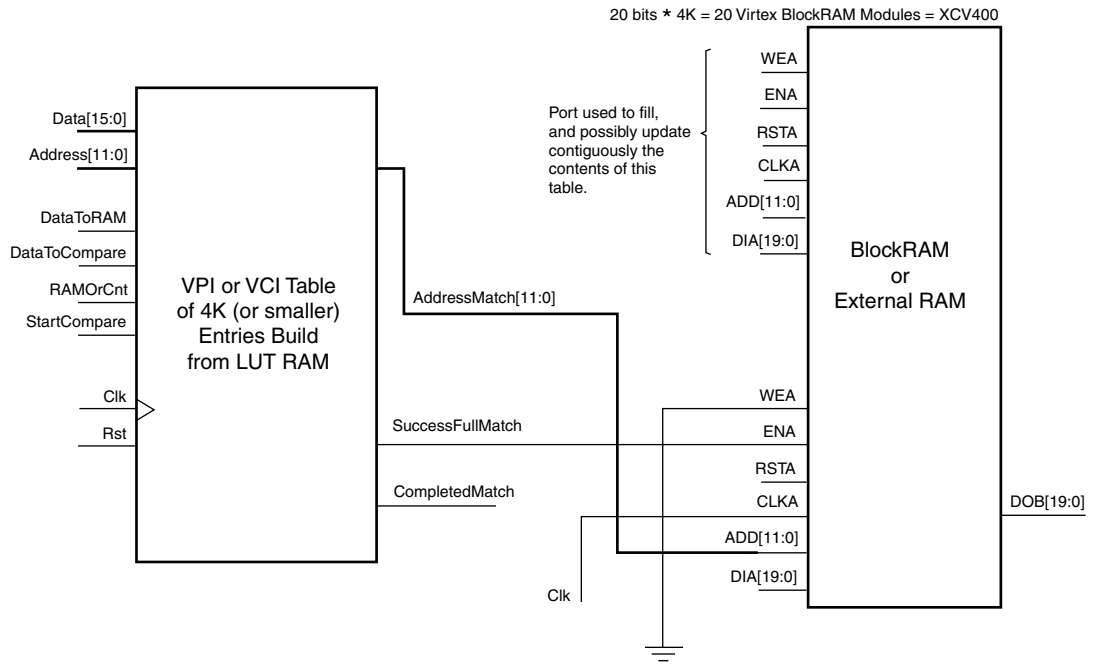 20 bits * 4K = 20 Virtex BlockRAM Modules = XCV400
Data[15:0]
Address[11:0]
DataToRAM
DataToCompare
RAMOrCnt
StartCompare
Clk
Rst
VPI or VCI Table
of 4K (or smaller)
Entries Build
from LUT RAM
AddressMatch[11:0]
SuccessFullMatch
CompletedMatch
Port used to fill,
and possibly update
contiguously the
contents of this
table.
WEA
ENA
RSTA
CLKA
ADD[11:0]
DIA[19:0]
BlockRAM
or
External RAM
WEA
ENA
RSTA
CLKA
ADD[11:0]
DIA[19:0]
Clk
DOB[19:0]